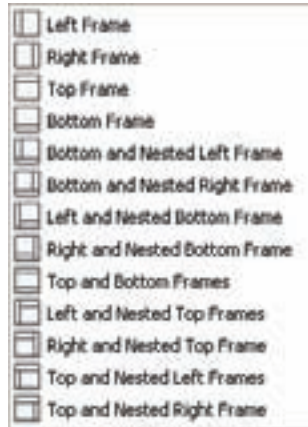 Left Frame
Right Frame
Top Frame
Bottom Frame
Bottom and Nested Left Frame
Bottom and Nested Right Frame
Left and Nested Bottom Frame
Right and Nested Bottom Frame
Top and Bottom Frames
Left and Nested Top Frames
Right and Nested Top Frame
Top and Nested Left Frames
Top and Nested Right Frame